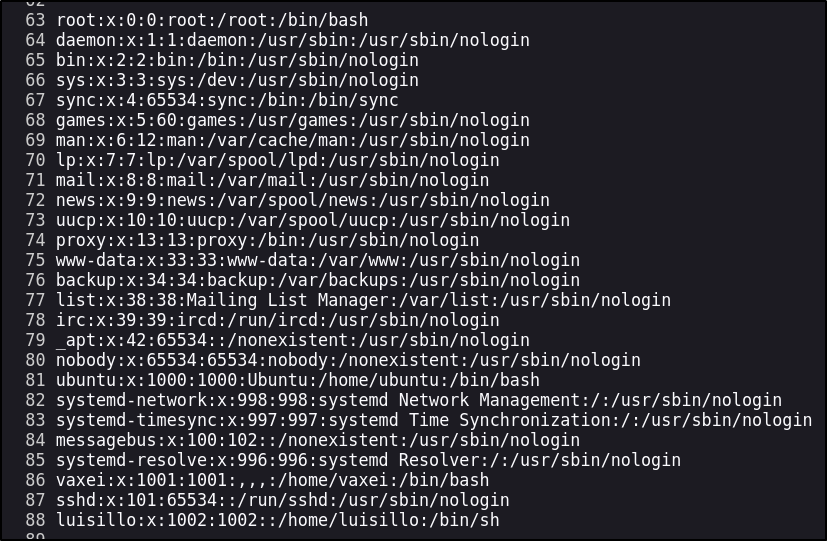 63 root:x:0:0:root:/root:/bin/bash
64 daemon:x:1:1:daemon:/usr/sbin:/usr/sbin/nologin
65 bin:x:2:2:bin:/bin:/usr/sbin/nologin
66 sys:x:3:3:sys:/dev:/usr/sbin/nologin
67 sync:x:4:65534:sync:/bin:/bin/sync
68 games:x:5:60:games:/usr/games:/usr/sbin/nologin
69 man:x:6:12:man:/var/cache/man:/usr/sbin/nologin
70 lp:x:7:7:lp:/var/spool/lpd:/usr/sbin/nologin
71 mail:x:8:8:mail:/var/mail:/usr/sbin/nologin
72 news:x:9:9:news:/var/spool/news:/usr/sbin/nologin
73 uucp:x:10:10:uucp:/var/spool/uucp:/usr/sbin/nologin
74 proxy:x:13:13:proxy:/bin:/usr/sbin/nologin
75 www-data:x:33:33:www-data:/var/www:/usr/sbin/nologin
76 backup:x:34:34:backup:/var/backups:/usr/sbin/nologin
77 list:x:38:38:Mailing List Manager:/var/list:/usr/sbin/nologin
78 irc:x:39:39:ircd:/run/ircd:/usr/sbin/nologin
79 _apt:x:42:65534::/nonexistent:/usr/sbin/nologin
80 nobody:x:65534:65534:nobody:/nonexistent:/usr/sbin/nologin
81 ubuntu:x:1000:1000:Ubuntu:/home/ubuntu:/bin/bash
82 systemd-network:x:998:998:systemd Network Management:/:/usr/sbin/nologin
83 systemd-timesync:x:997:997:systemd Time Synchronization:/:/usr/sbin/nologin
84 messagebus:x:100:102::/nonexistent:/usr/sbin/nologin
85 systemd-resolve:x:996:996:systemd Resolver:/:/usr/sbin/nologin
86 vaxei:x:1001:1001:,,,:/home/vaxei:/bin/bash
87 sshd:x:101:65534::/run/sshd:/usr/sbin/nologin
88 luisillo:x:1002:1002::/home/luisillo:/bin/sh